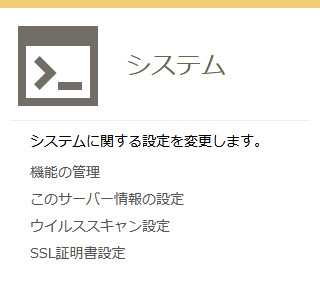 システム
システムに関する設定を変更します。
機能の管理
このサーバー情報の設定
ウイルススキャン設定
SSL証明書設定